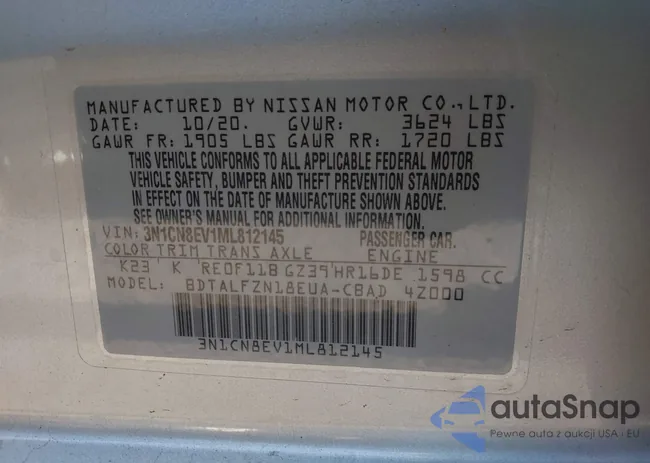 MANUFACTURED BY NISSAN MOTOR CO., LTD.
DATE: 10/20. GVWR: 3624 LBS
GAWR FR: 1905 LBS GAWR RR: 1720 LBS
THIS VEHICLE CONFORMS TO ALL APPLICABLE FEDERAL MOTOR
VEHICLE SAFETY, BUMPER AND THEFT PREVENTION STANDARDS
IN EFFECT ON THE DATE OF MANUFACTURE SHOWN ABOVE.
IN SEE OWNER MANUAL FOR ADDITIONAL INFORMATION.
VIN: 3N1CN8EV1ML812145 PASSENGER CAR.
COLOR TRIM TRANS AXLE ENGINE
K23 K RE0F11B GZ39 HR16DE 1598 CC
MODEL: BDTALFZN18EUA-CBAD 4Z000
3N1CN8EV1ML812145
autaSnap
Pewne auta z aukcji USA - EU